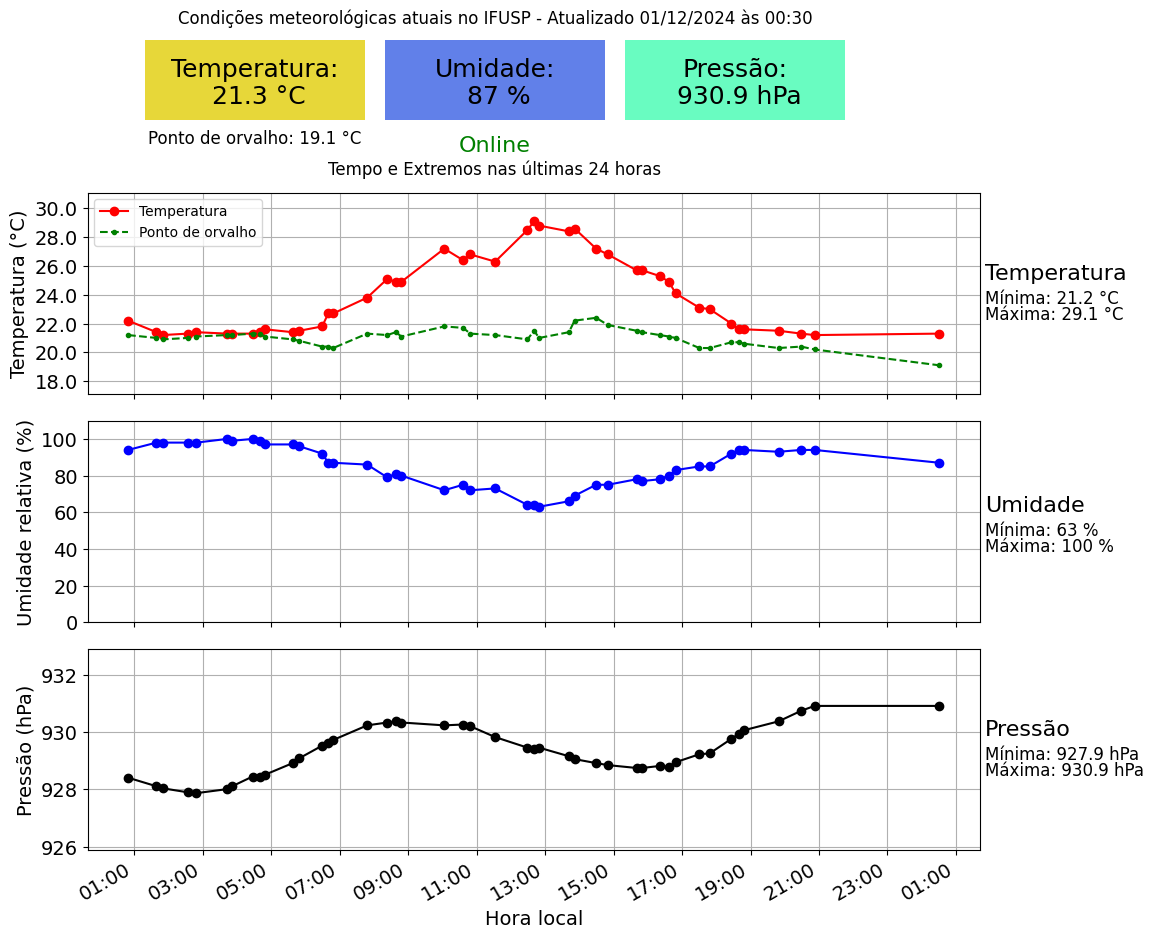 Condições meteorológicas atuais no IFUSP - Atualizado 01/12/2024 às 00:30
Temperatura:
21.3 °C
Umidade:
87 %
Pressão:
930.9 hPa
Ponto de orvalho: 19.1 °C
Online
Tempo e Extremos nas últimas 24 horas
Temperatura (°C)
30.0
28.0
26.0
24.0
22.0
20.0
18.0
Temperatura
Ponto de orvalho
Temperatura
Mínima: 21.2 °C
Máxima: 29.1 °C
Umidade relativa (%)
100
80
60
40
20
0
Umidade
Mínima: 63 %
Máxima: 100 %
Pressão (hPa)
932
930
928
926
Pressão
Mínima: 927.9 hPa
Máxima: 930.9 hPa
01:00 03:00 05:00 07:00 09:00 11:00 13:00 15:00 17:00 19:00 21:00 23:00 01:00
Hora local